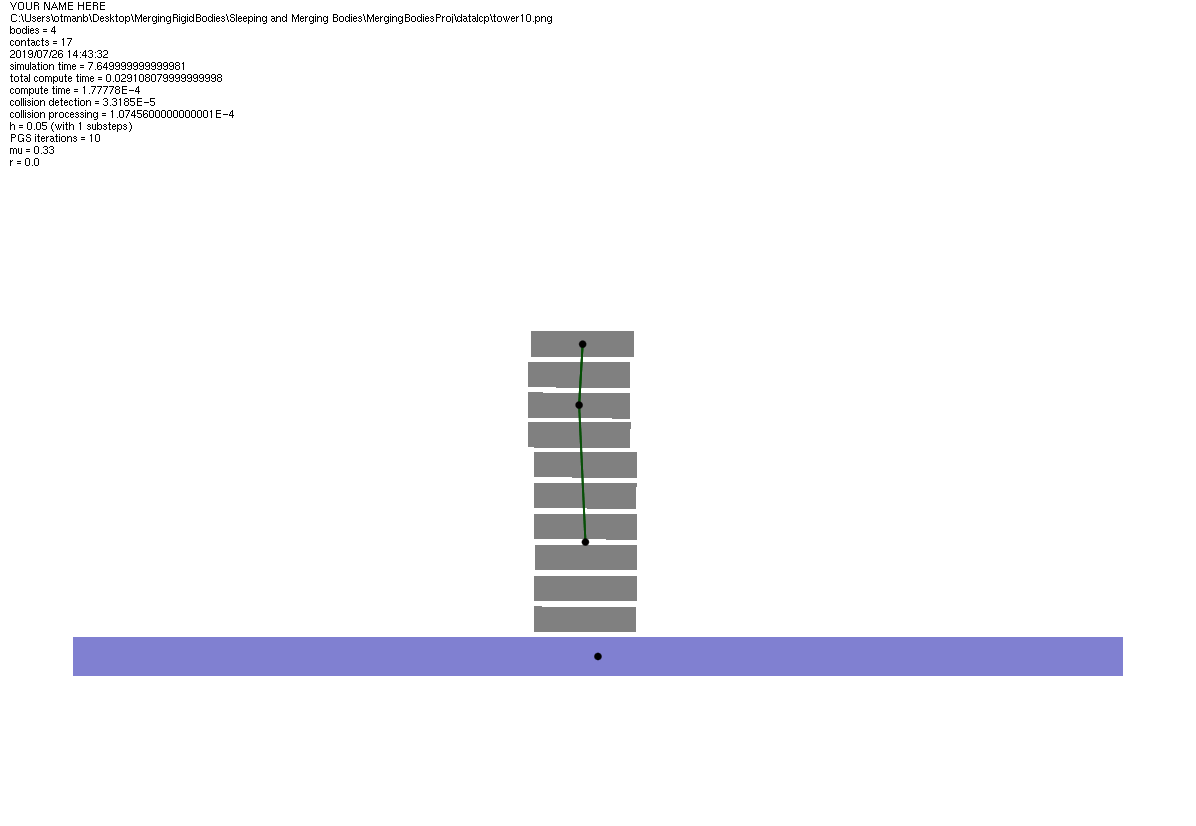 YOUR NAME HERE
C:\Users\otmanb\Desktop\MergingRigidBodies\Sleeping and Merging Bodies\MergingBodiesProj\datalcp\tower10.png
bodies = 4
contacts = 17
2019/07/26 14:43:32
simulation time = 7.649999999999981
total compute time = 0.029108079999999998
compute time = 1.77778E-4
collision detection = 3.3185E-5
collision processing = 1.0745600000000001E-4
h = 0.05 (with 1 substeps)
PGS iterations = 10
mu = 0.33
r = 0.0